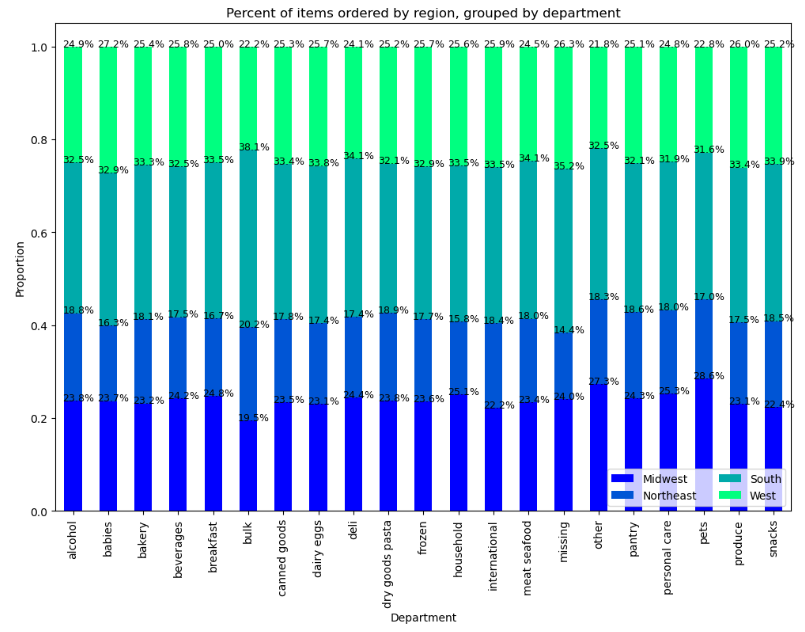 Percent of items ordered by region, grouped by department
1.0
24.9% 27.2% 25.4% 25.8% 25.0% 22.2% 25.3% 25.7% 24.1% 25.2% 25.7% 25.6% 25.9% 24.5% 26.3% 21.8% 25.1% 24.8% 22.8% 26.0% 25.2%
0.8
32.5% 32.9% 33.3% 32.5% 33.5% 38.1% 33.4% 33.8% 34.1% 32.1% 32.9% 33.5% 33.5% 34.1% 35.2% 32.5% 32.1% 31.9% 31.6% 33.4% 33.9%
0.6
Proportion
0.4
18.8% 16.3% 18.1% 17.5% 16.7% 20.2% 17.8% 17.4% 17.4% 18.9% 17.7% 15.8% 18.4% 18.0% 14.4% 18.3% 18.6% 18.0% 17.0% 17.5% 18.5%
23.8% 23.7% 23.2% 24.2% 24.8% 19.5% 23.5% 23.1% 24.4% 23.8% 23.6% 25.1% 22.2% 23.4% 24.0% 27.3% 24.3% 25.3% 28.6% 23.1% 22.4%
0.2
Midwest South
Northeast West
0.0
alcohol
babies
bakery
beverages
breakfast
bulk
canned goods
dairy eggs
deli
dry goods pasta
frozen
household
international
meat seafood
missing
other
pantry
personal care
pets
produce
snacks
Department